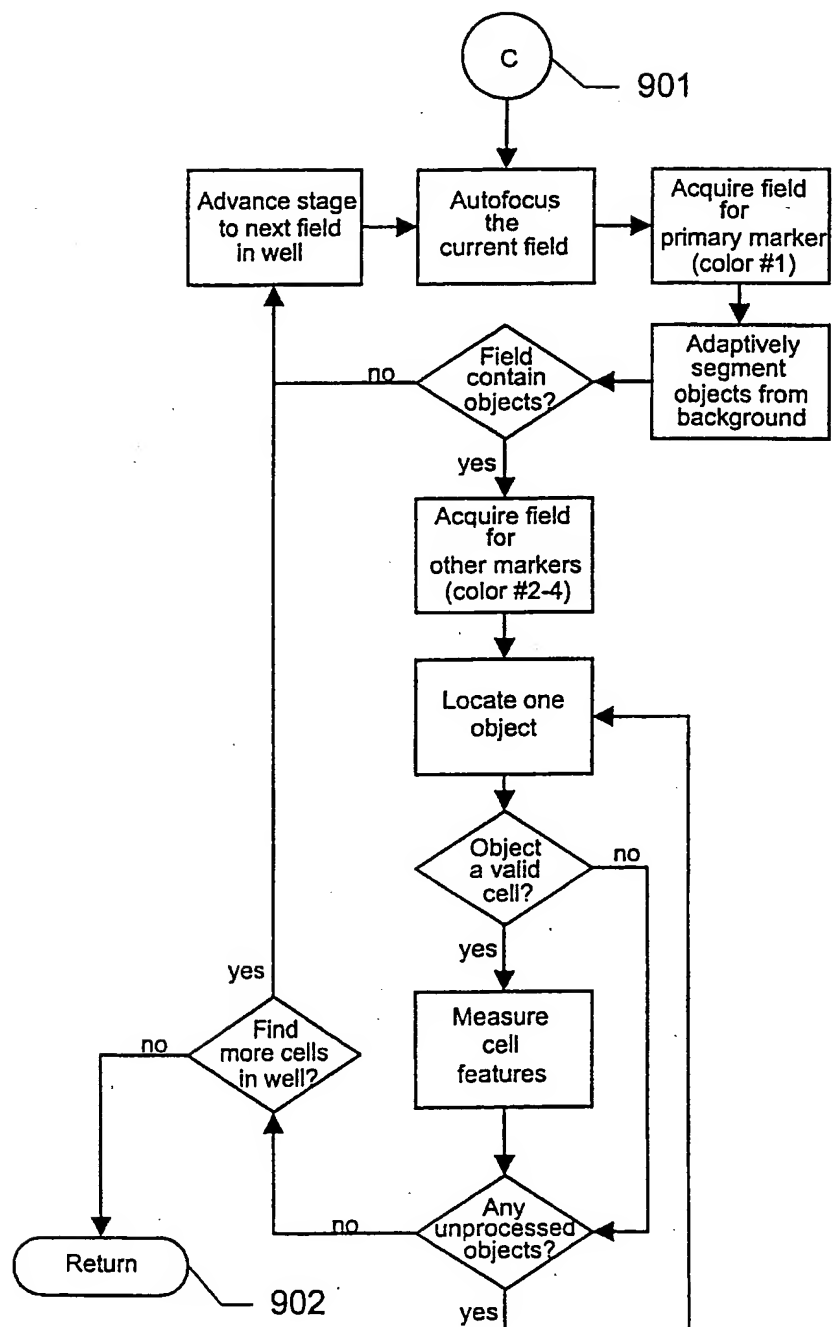 C
901
Advance stage
to next field
in well
Autofocus
the
current field
Acquire field
for
primary marker
(color #1)
Adaptively
segment
objects from
background
Field
contain
objects?
no
yes
Acquire field
for
other markers
(color #2-4)
Locate one
object
Object
a valid
cell?
no
yes
Measure
cell
features
Any
unprocessed
objects?
no
yes
Find
more cells
in well?
yes
no
Return
902